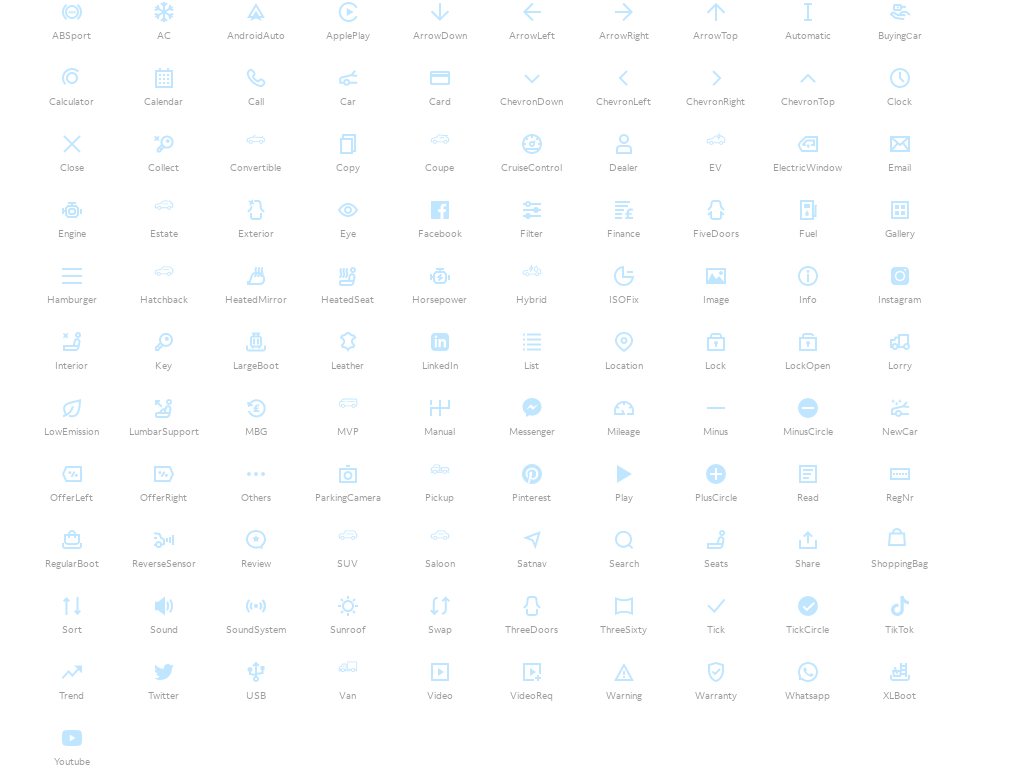 ABSport AC AndroidAuto ApplePlay ArrowDown ArrowLeft ArrowRight ArrowTop Automatic BuyingCar
Calculator Calendar Call Car Card ChevronDown ChevronLeft ChevronRight ChevronTop Clock
Close Collect Convertible Copy Coupe CruiseControl Dealer EV ElectricWindow Email
Engine Estate Exterior Eye Facebook Filter Finance FiveDoors Fuel Gallery
Hamburger Hatchback HeatedMirror HeatedSeat Horsepower Hybrid ISOFix Image Info Instagram
Interior Key LargeBoot Leather LinkedIn List Location Lock LockOpen Lorry
LowEmission LumbarSupport MBG MVP Manual Messenger Mileage Minus MinusCircle NewCar
OfferLeft OfferRight Others ParkingCamera Pickup Pinterest Play PlusCircle Read RegNr
RegularBoot ReverseSensor Review SUV Saloon Satnav Search Seats Share ShoppingBag
Sort Sound SoundSystem Sunroof Swap ThreeDoors ThreeSixty Tick TickCircle TikTok
Trend Twitter USB Van Video VideoReq Warning Warranty Whatsapp XLBoot
Youtube